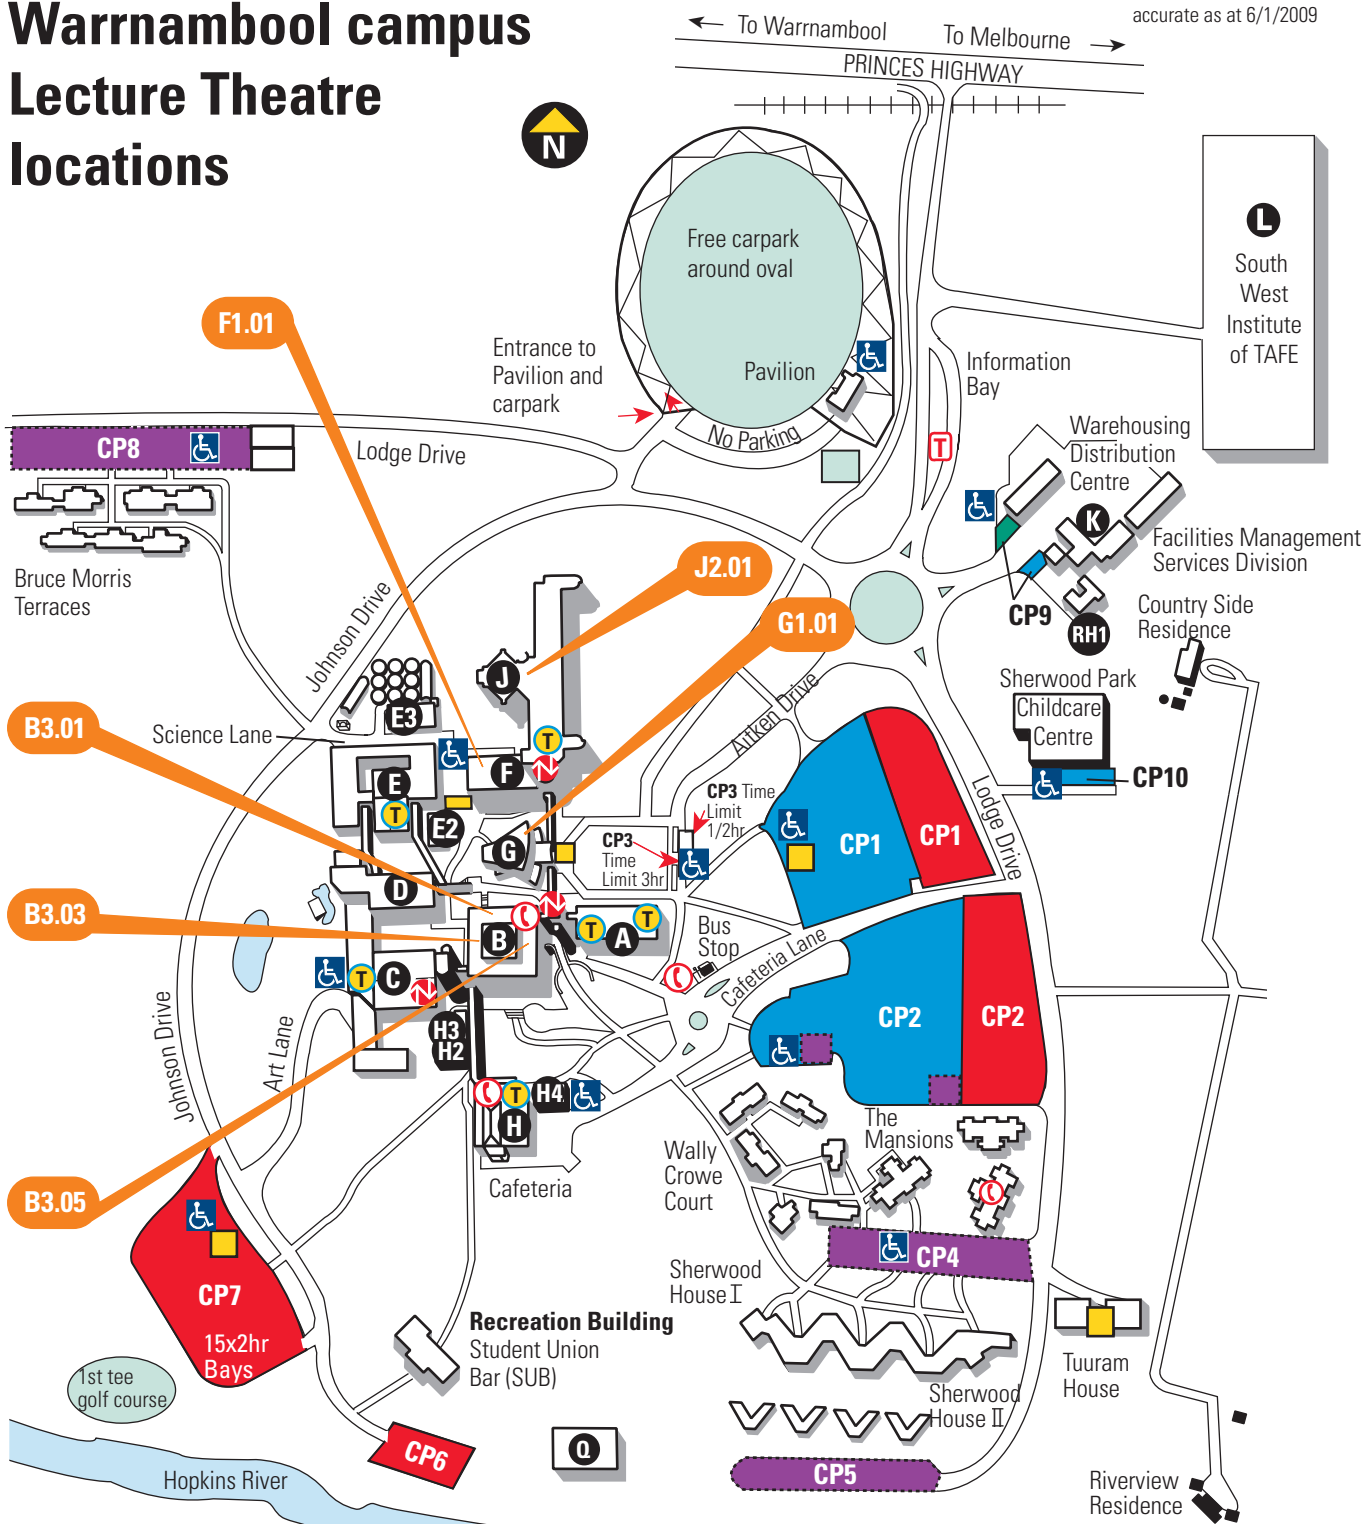 Warrnambool campus
Lecture Theatre
locations
accurate as at 6/1/2009
To Warrnambool
To Melbourne
PRINCES HIGHWAY
N
Free carpark
around oval
L
South
West
Institute
of TAFE
F1.01
Entrance to
Pavilion and
carpark
Pavilion
Information
Bay
No Parking
T
CP8
Lodge Drive
Warehousing
Distribution
Centre
K
Facilities Management
Services Division
Bruce Morris
Terraces
J2.01
G1.01
CP9
RH1
Country Side
Residence
Johnson Drive
J
E3
Sherwood Park
Childcare
Centre
CP10
B3.01
Science Lane
Aitken Drive
T
F
E
T
E2
G
CP3 Time
Limit
1/2hr
CP3
Time
Limit 3hr
CP1
CP1
Lodge Drive
D
B3.03
B
T
T
A
Bus
Stop
Cafeteria Lane
T
C
CP2
CP2
Johnson Drive
Art Lane
H3
H2
T
H4
H
Cafeteria
The
Mansions
Wally
Crowe
Court
B3.05
CP4
CP7
15x2hr
Bays
Sherwood
House I
Recreation Building
Student Union
Bar (SUB)
Tuuram
House
1st tee
golf course
Sherwood
House II
Q
CP6
CP5
Hopkins River
Riverview
Residence